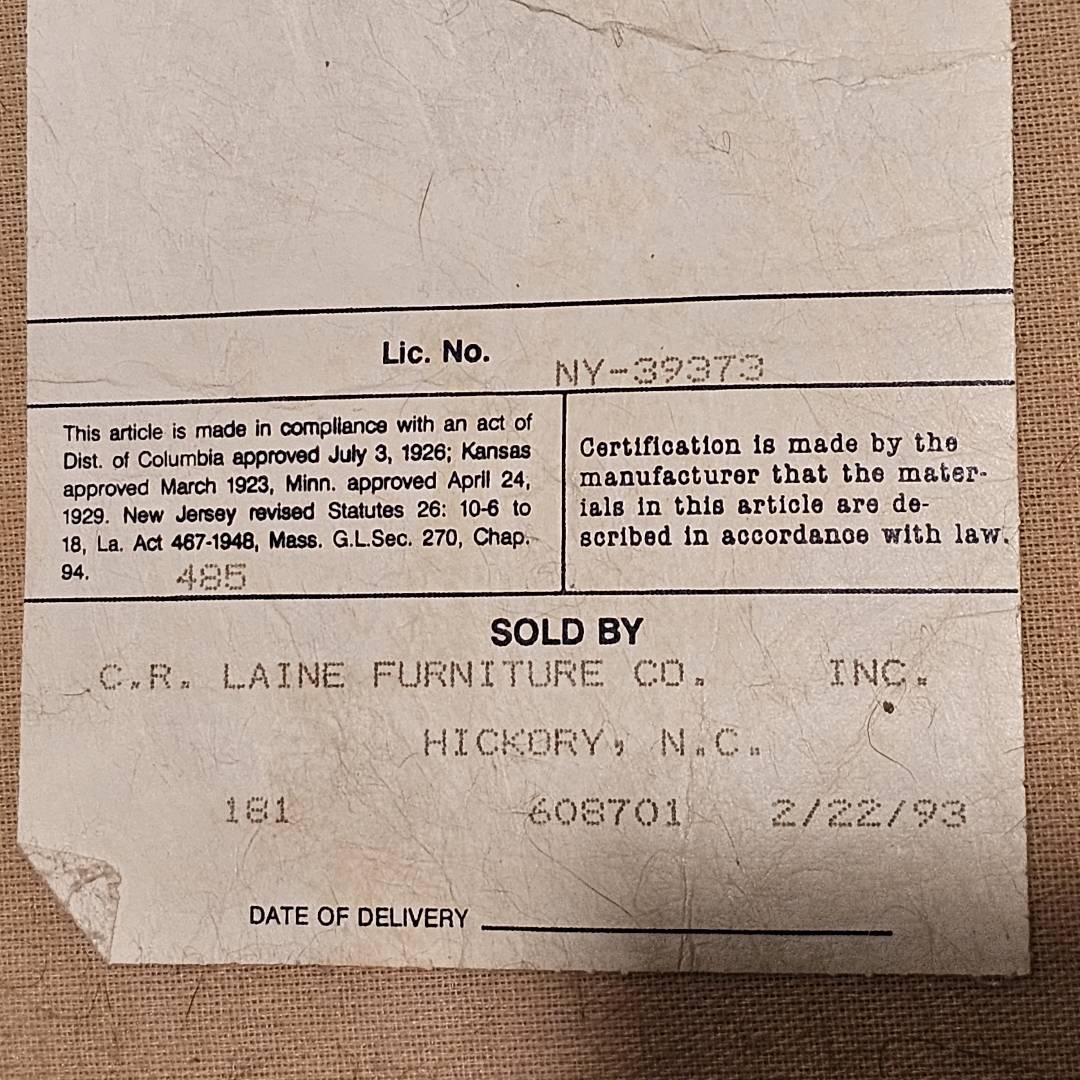 Lic. No. NY-39373
This article is made in compliance with an act of
Dist. of Columbia approved July 3, 1926; Kansas
approved March 1923, Minn. approved April 24,
1929. New Jersey revised Statutes 26: 10-6 to
18, La. Act 467-1948, Mass. G.L.Sec. 270, Chap.
94. 485
Certification is made by the
manufacturer that the mater-
ials in this article are de-
scribed in accordance with law.
SOLD BY
C.R. LAINE FURNITURE CO. INC.
HICKORY, N.C.
181 608701 2/22/93
DATE OF DELIVERY